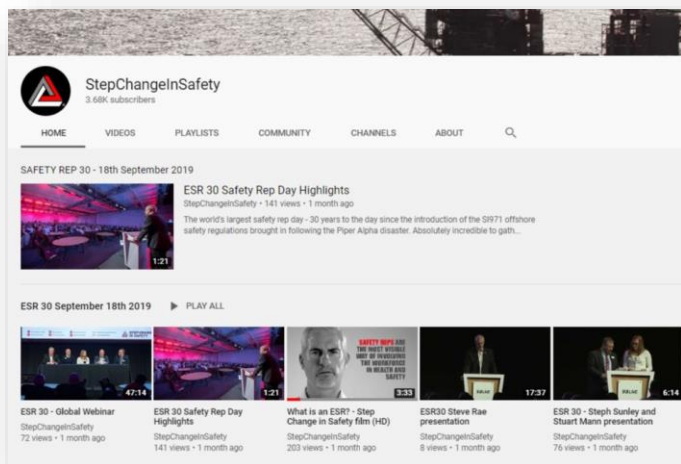 StepChangeInSafety
3.68K subscribers
HOME VIDEOS PLAYLISTS COMMUNITY CHANNELS ABOUT
SAFETY REP 30 - 18th September 2019
ESR 30 Safety Rep Day Highlights
StepChangeInSafety • 141 views • 1 month ago
The world's largest safety rep day - 30 years to the day since the introduction of the SI971 offshore
safety regulations brought in following the Piper Alpha disaster. Absolutely incredible to gath...
1:21
ESR 30 September 18th 2019 PLAY ALL
SAFETY REPS ARE
THE MOST VISIBLE
WAY OF INVOLVING
THE WORKFORCE
IN HEALTH AND
SAFETY
47:14 1:21 3:33 17:37 6:14
ESR 30 - Global Webinar
StepChangeInSafety
72 views • 1 month ago
ESR 30 Safety Rep Day
Highlights
StepChangeInSafety
141 views • 1 month ago
What is an ESR? - Step
Change in Safety film (HD)
StepChangeInSafety
203 views • 1 month ago
ESR30 Steve Rae
presentation
StepChangeInSafety
8 views • 1 month ago
ESR 30 - Steph Sunley and
Stuart Mann presentation
StepChangeInSafety
76 views • 1 month ago